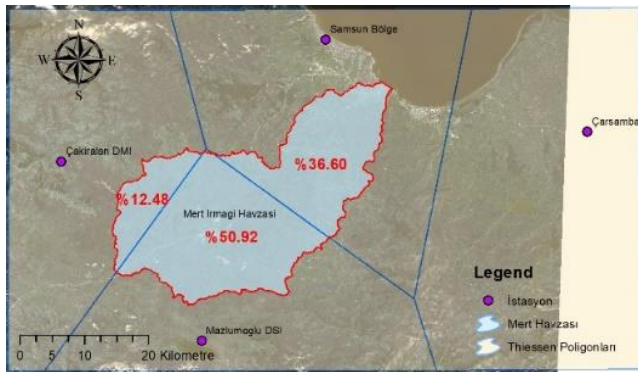 Samsun Bölge
N
W E
S
Çarsamba
Çakiralan DMI
%36.60
%12.48
Mert Irmagi Havzasi
%50.92
Legend
İstasyon
Mert Havzası
Thiessen Poligonları
Mazlumoglu DSI
0 5 10 20 Kilometre